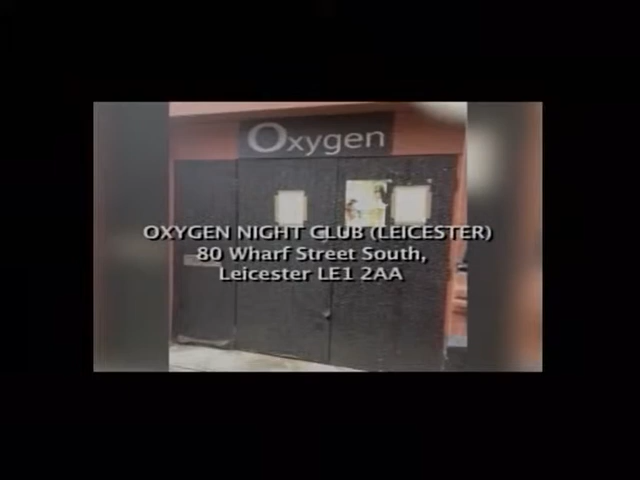 Oxygen
OXYGEN NIGHT CLUB (LEICESTER)
80 Wharf Street South,
Leicester LE1 2AA